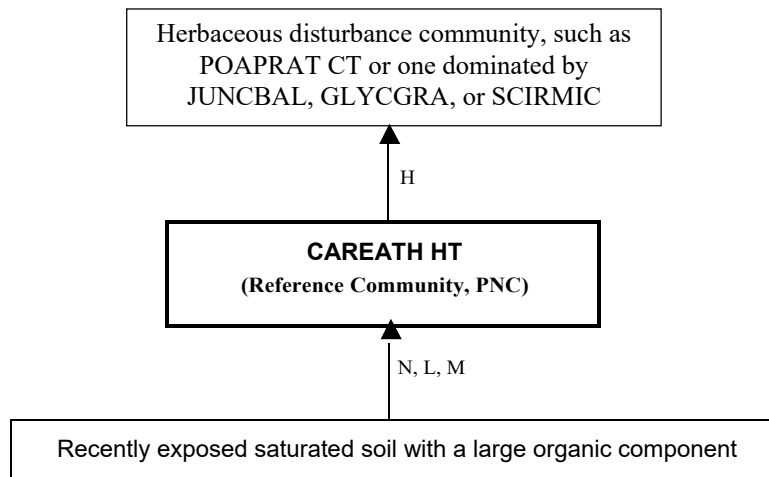 Herbaceous disturbance community, such as
POAPRAT CT or one dominated by
JUNCBAL, GLYCGRA, or SCIRMIC
H
CAREATH HT
(Reference Community, PNC)
N, L, M
Recently exposed saturated soil with a large organic component